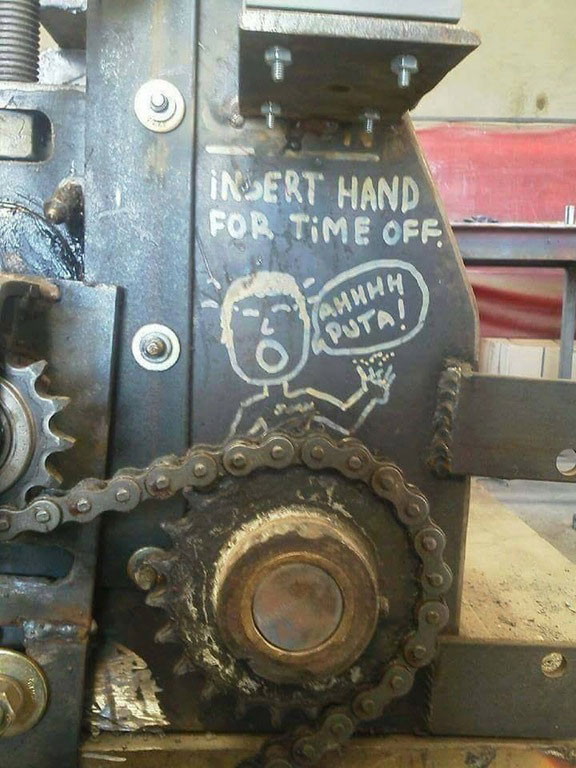 iNSERT HAND
FOR TiME OFF.
AHHHH
PUTA!